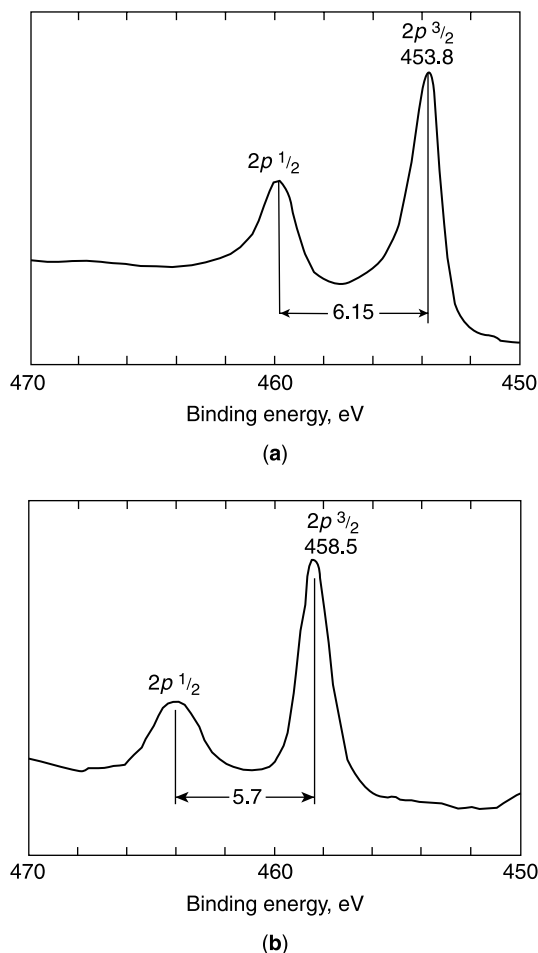 2p 3/2
453.8
2p 1/2
6.15
470 460 450
Binding energy, eV
(a)
2p 3/2
458.5
2p 1/2
5.7
470 460 450
Binding energy, eV
(b)